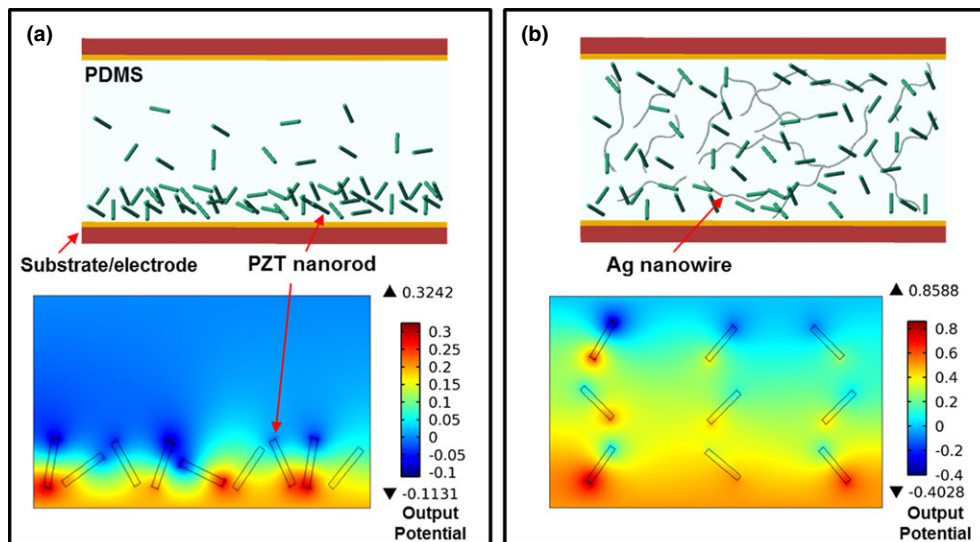 (a)
PDMS
Substrate/electrode
PZT nanorod
▲ 0.3242
0.3
0.25
0.2
0.15
0.1
0.05
0
-0.05
-0.1
▼ -0.1131
Output
Potential
(b)
Ag nanowire
▲ 0.8588
0.8
0.6
0.4
0.2
0
-0.2
-0.4
▼ -0.4028
Output
Potential